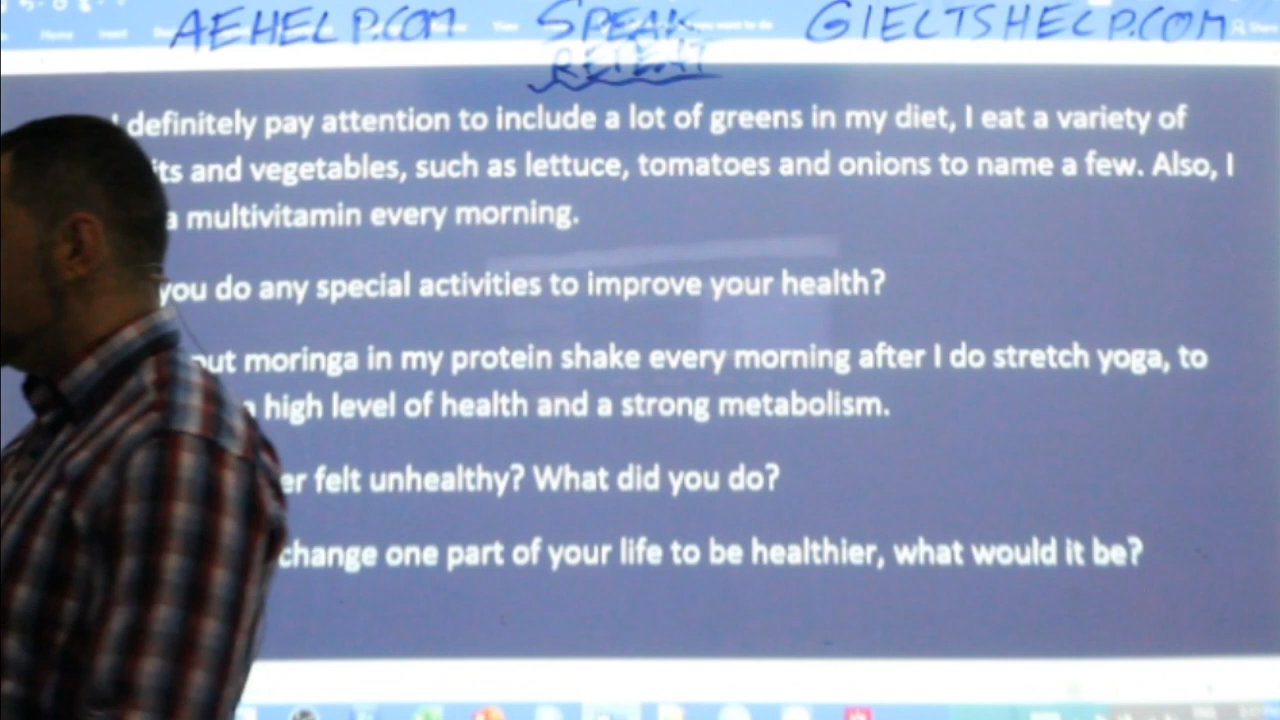 AEHELP.COM SPEAK GIELTSHELP.COM
REPEAT
I definitely pay attention to include a lot of greens in my diet, I eat a variety of
its and vegetables, such as lettuce, tomatoes and onions to name a few. Also, I
a multivitamin every morning.
you do any special activities to improve your health?
out moringa in my protein shake every morning after I do stretch yoga, to
high level of health and a strong metabolism.
er felt unhealthy? What did you do?
change one part of your life to be healthier, what would it be?